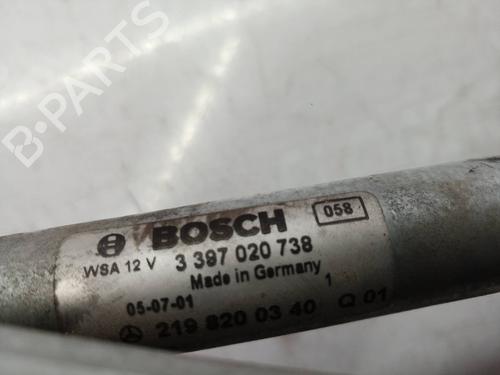 B-PARTS
BOSCH
058
WSA 12 V 3 397 020 738
Made in Germany
1
05-07-01
219 820 03 40 Q 01